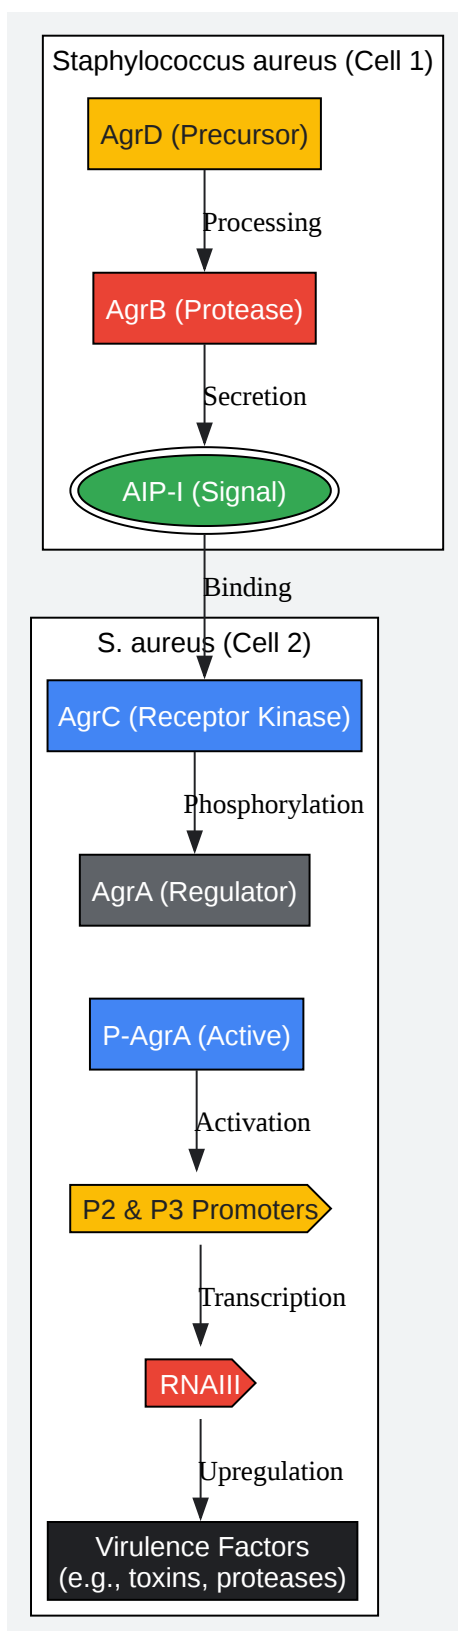 Staphylococcus aureus (Cell 1)
AgrD (Precursor)
Processing
AgrB (Protease)
Secretion
AIP-I (Signal)
Binding
S. aureus (Cell 2)
AgrC (Receptor Kinase)
Phosphorylation
AgrA (Regulator)
P-AgrA (Active)
Activation
P2 & P3 Promoters
Transcription
RNAIII
Upregulation
Virulence Factors
(e.g., toxins, proteases)